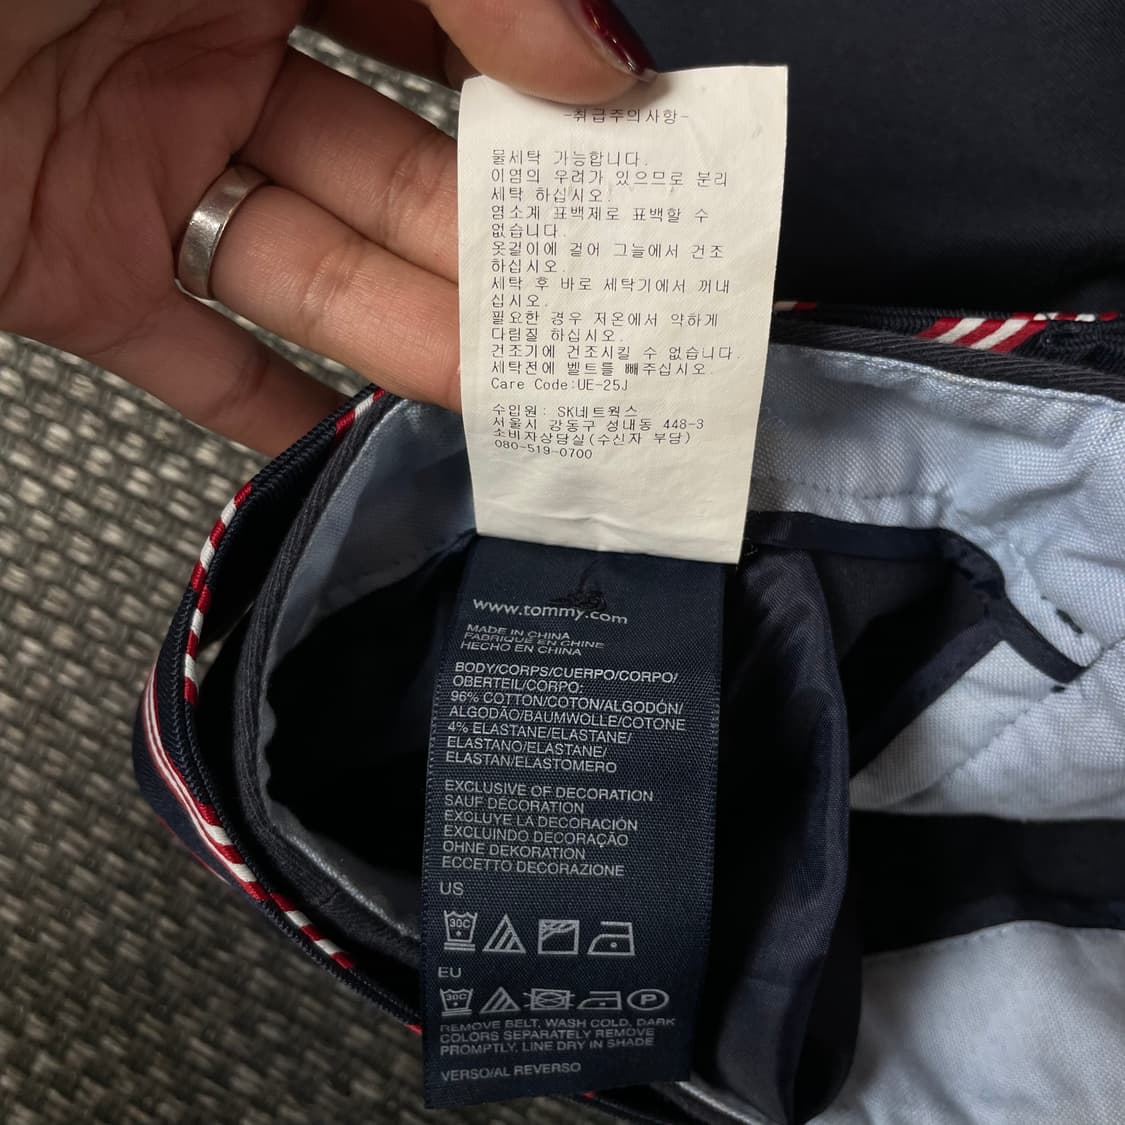 -취급주의사항-
물세탁 가능합니다.
이염의 우려가 있으므로 분리
세탁 하십시오.
염소계 표백제로 표백할 수
없습니다.
옷걸이에 걸어 그늘에서 건조
하십시오.
세탁 후 바로 세탁기에서 꺼내
십시오.
필요한 경우 저온에서 약하게
다림질 하십시오.
건조기에 건조시킬 수 없습니다.
세탁전에 벨트를 빼주십시오.
Care Code:UE-25J
수입원: SK네트웍스
서울시 강동구 성내동 448-3
소비자상담실(수신자 부담)
080-519-0700
www.tommy.com
MADE IN CHINA
FABRIQUÉ EN CHINE
HECHO EN CHINA
BODY/CORPS/CUERPO/CORPO/
OBERTEIL/CORPO:
96% COTTON/COTON/ALGODÓN/
ALGODÃO/BAUMWOLLE/COTONE
4% ELASTANE/ELASTANE/
ELASTANO/ELASTANE/
ELASTAN/ELASTOMERO
EXCLUSIVE OF DECORATION
SAUF DÉCORATION
EXCLUYE LA DECORACIÓN
EXCLUINDO DECORAÇÃO
OHNE DEKORATION
ECCETTO DECORAZIONE
US
30C
EU
30C P
REMOVE BELT, WASH COLD, DARK
COLORS SEPARATELY REMOVE
PROMPTLY, LINE DRY IN SHADE
VERSO/AL REVERSO